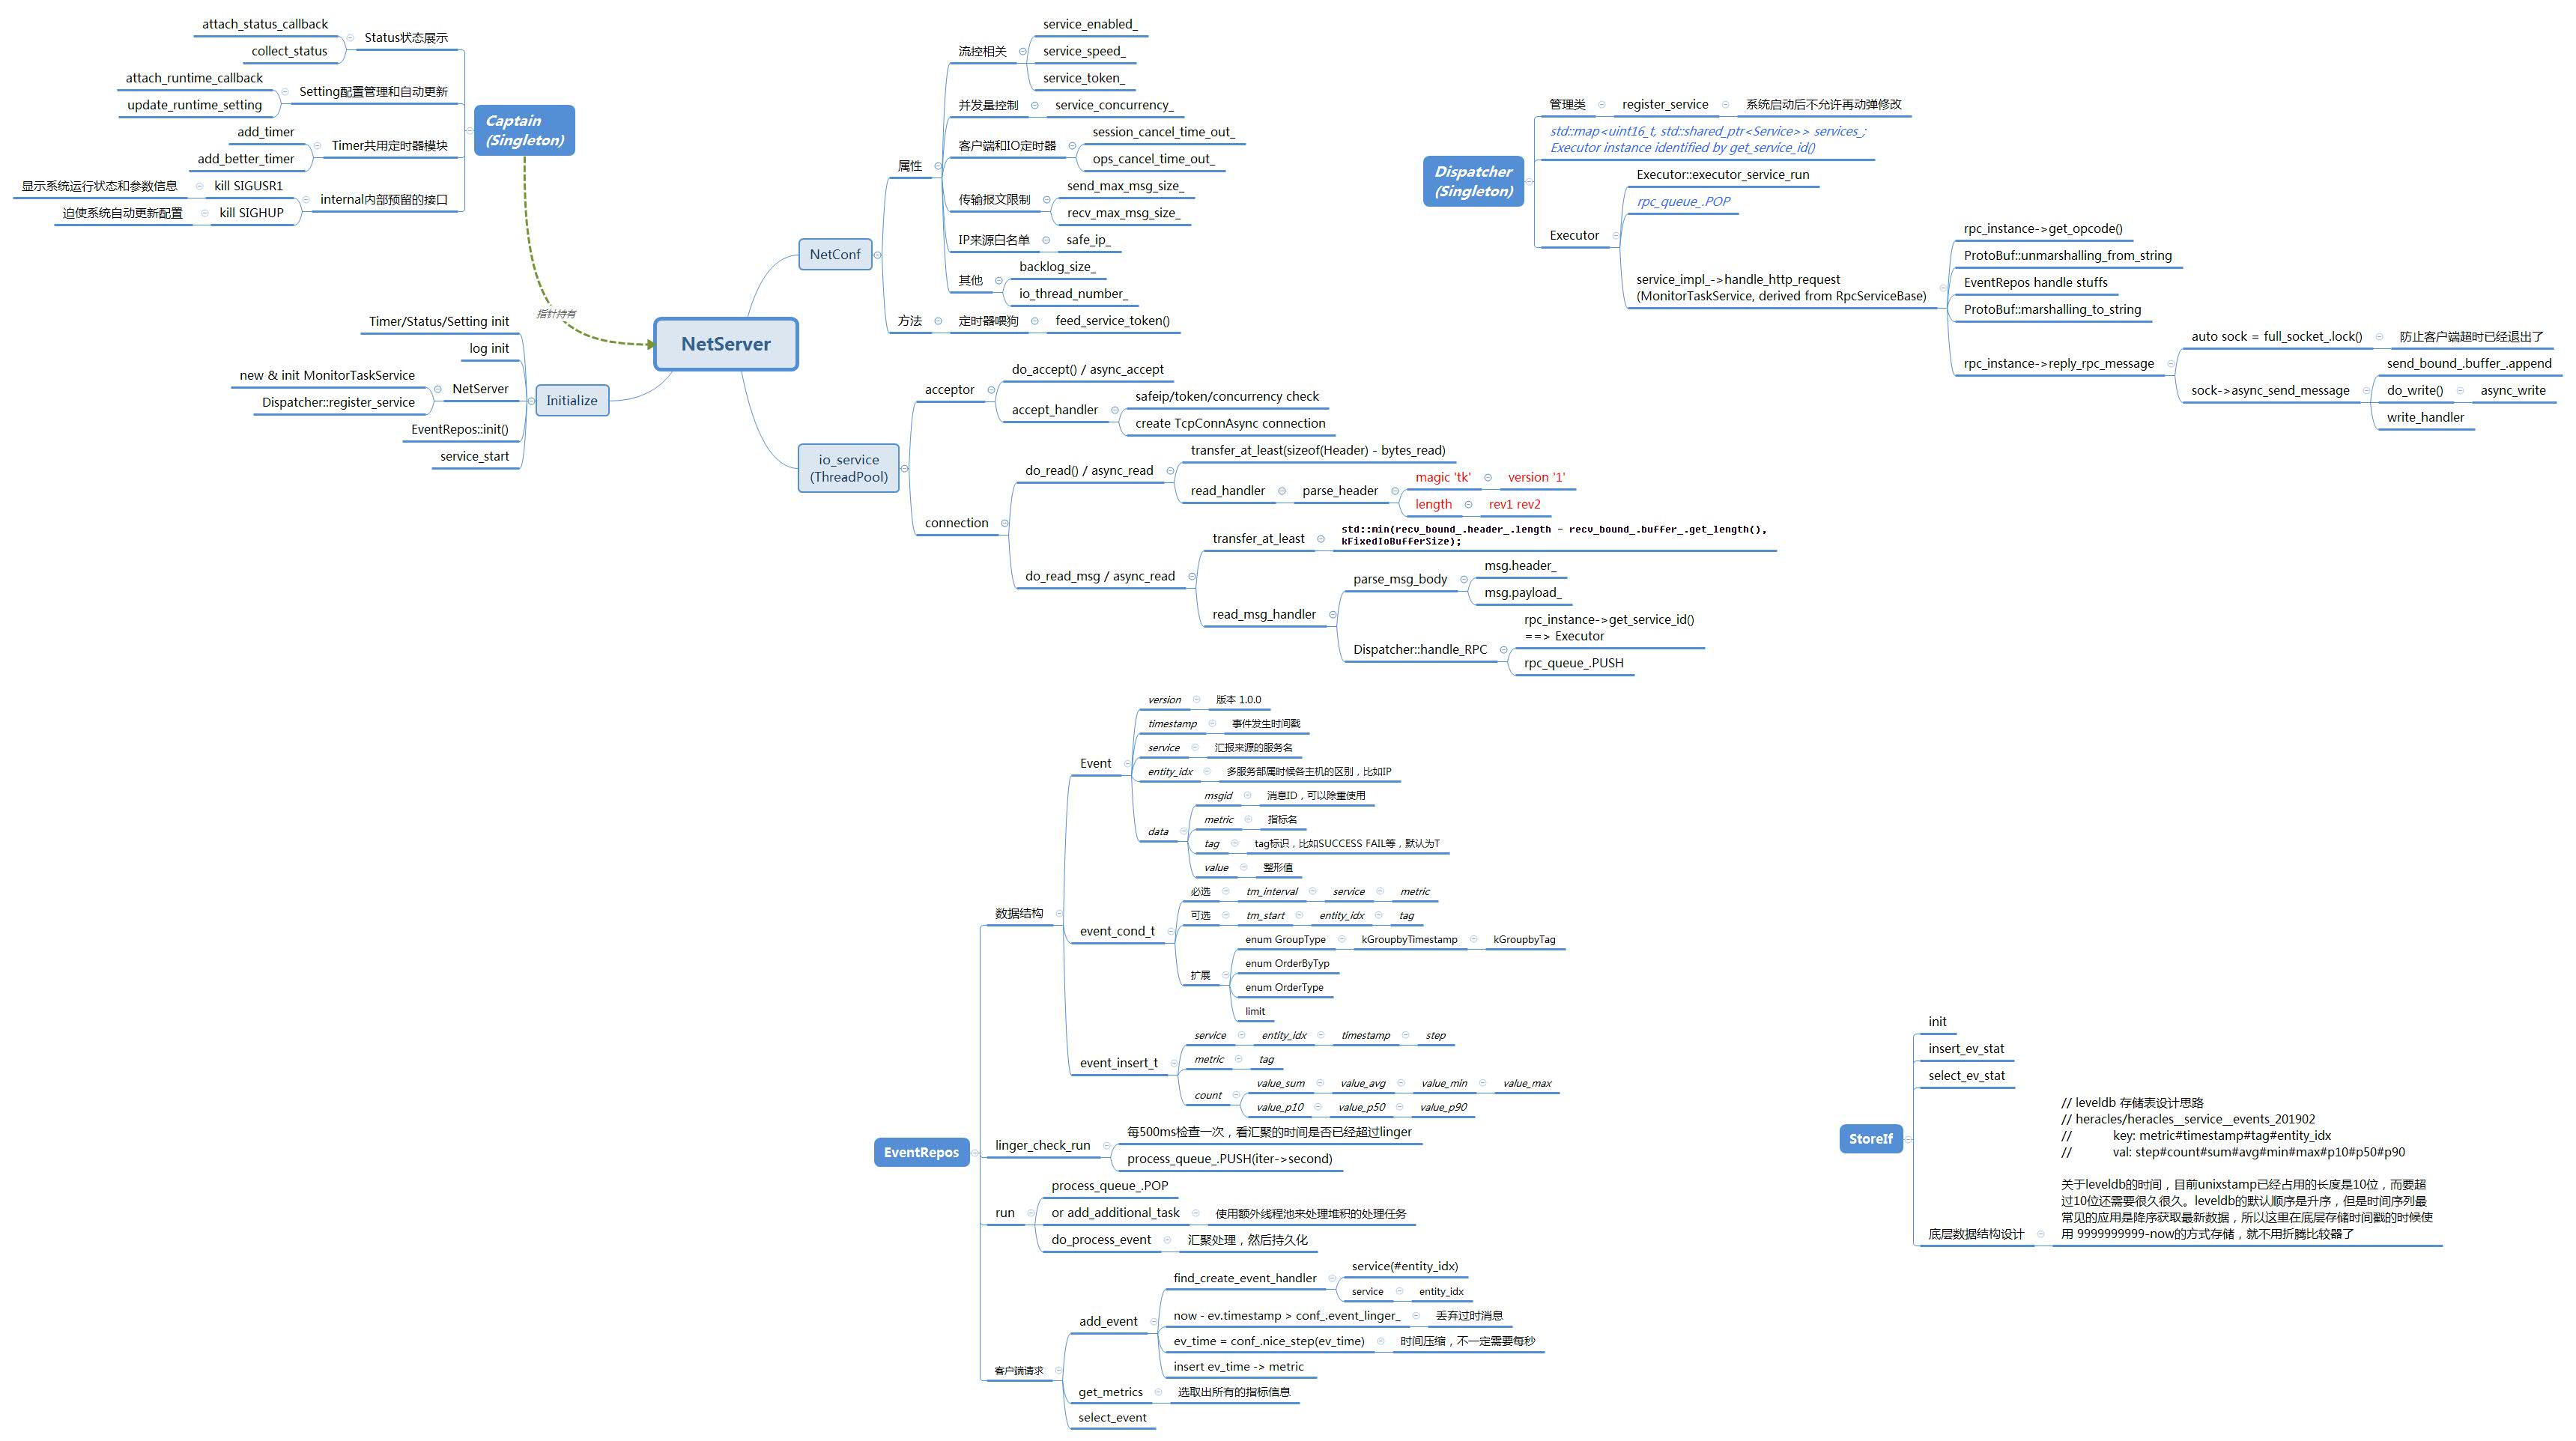 attach_status_callback
collect_status
Status状态展示
attach_runtime_callback
update_runtime_setting
Setting配置管理和自动更新
add_timer
add_better_timer
Timer共用定时器模块
显示系统运行状态和参数信息
kill SIGUSR1
迫使系统自动更新配置
kill SIGHUP
internal内部预留的接口
Captain
(Singleton)
指针持有
NetServer
Initialize
Timer/Status/Setting init
log init
NetServer
new & init MonitorTaskService
Dispatcher::register_service
EventRepos::init()
service_start
NetConf
属性
流控相关
service_enabled_
service_speed_
service_token_
并发量控制
service_concurrency_
客户端和IO定时器
session_cancel_time_out_
ops_cancel_time_out_
传输报文限制
send_max_msg_size_
recv_max_msg_size_
IP来源白名单
safe_ip_
其他
backlog_size_
io_thread_number_
方法
定时器喂狗
feed_service_token()
io_service
(ThreadPool)
acceptor
do_accept() / async_accept
accept_handler
safeip/token/concurrency check
create TcpConnAsync connection
connection
do_read() / async_read
transfer_at_least(sizeof(Header) - bytes_read)
read_handler
parse_header
magic 'tk'
version '1'
length
rev1 rev2
do_read_msg / async_read
transfer_at_least
std::min(recv_bound_.header_.length - recv_bound_.buffer_.get_length(),
kFixedIoBufferSize);
read_msg_handler
parse_msg_body
msg.header_
msg.payload_
Dispatcher::handle_RPC
rpc_instance->get_service_id()
==> Executor
rpc_queue_.PUSH
Dispatcher
(Singleton)
管理类
register_service
系统启动后不允许再动弹修改
std::map<uint16_t, std::shared_ptr<Service>> services_;
Executor instance identified by get_service_id()
Executor
Executor::executor_service_run
rpc_queue_.POP
service_impl_->handle_http_request
(MonitorTaskService, derived from RpcServiceBase)
rpc_instance->get_opcode()
ProtoBuf::unmarshalling_from_string
EventRepos handle stuffs
ProtoBuf::marshalling_to_string
rpc_instance->reply_rpc_message
auto sock = full_socket_.lock()
防止客户端超时已经退出了
sock->async_send_message
send_bound_.buffer_.append
do_write()
async_write
write_handler
EventRepos
数据结构
Event
version
版本 1.0.0
timestamp
事件发生时间戳
service
汇报来源的服务名
entity_idx
多服务部属时候各主机的区别，比如IP
data
msgid
消息ID，可以除重使用
metric
指标名
tag
tag标识，比如SUCCESS FAIL等，默认为T
value
整形值
event_cond_t
必选
tm_interval
service
metric
可选
tm_start
entity_idx
tag
扩展
enum GroupType
kGroupbyTimestamp
kGroupbyTag
enum OrderByTyp
enum OrderType
limit
event_insert_t
service
entity_idx
timestamp
step
metric
tag
count
value_sum
value_avg
value_min
value_max
value_p10
value_p50
value_p90
linger_check_run
每500ms检查一次，看汇聚的时间是否已经超过linger
process_queue_.PUSH(iter->second)
run
process_queue_.POP
or add_additional_task
使用额外线程池来处理堆积的处理任务
do_process_event
汇聚处理，然后持久化
客户端请求
add_event
find_create_event_handler
service(#entity_idx)
service
entity_idx
now - ev.timestamp > conf_.event_linger_
丢弃过时消息
ev_time = conf_.nice_step(ev_time)
时间压缩，不一定需要每秒
insert ev_time -> metric
get_metrics
选取出所有的指标信息
select_event
StoreIf
init
insert_ev_stat
select_ev_stat
底层数据结构设计
// leveldb 存储表设计思路
// heracles/heracles__service__events_201902
// key: metric#timestamp#tag#entity_idx
// val: step#count#sum#avg#min#max#p10#p50#p90
关于leveldb的时间，目前unixstamp已经占用的长度是10位，而要超
过10位还需要很久很久。leveldb的默认顺序是升序，但是时间序列最
常见的应用是降序获取最新数据，所以这里在底层存储时间戳的时候使
用 9999999999-now的方式存储，就不用折腾比较器了